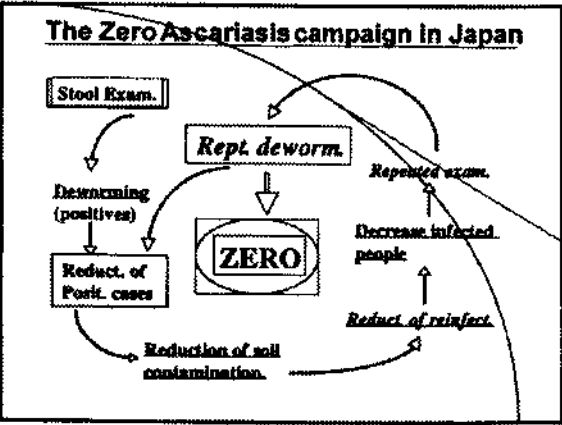 The Zero Ascariasis campaign in Japan
Stool Exam.
Rept. deworm.
Repeated exam.
Deworming
(positives)
Decrease infected
people
ZERO
Reduct. of
Posit. cases
Reduct. of reinfect.
Reduction of soil
contamination.